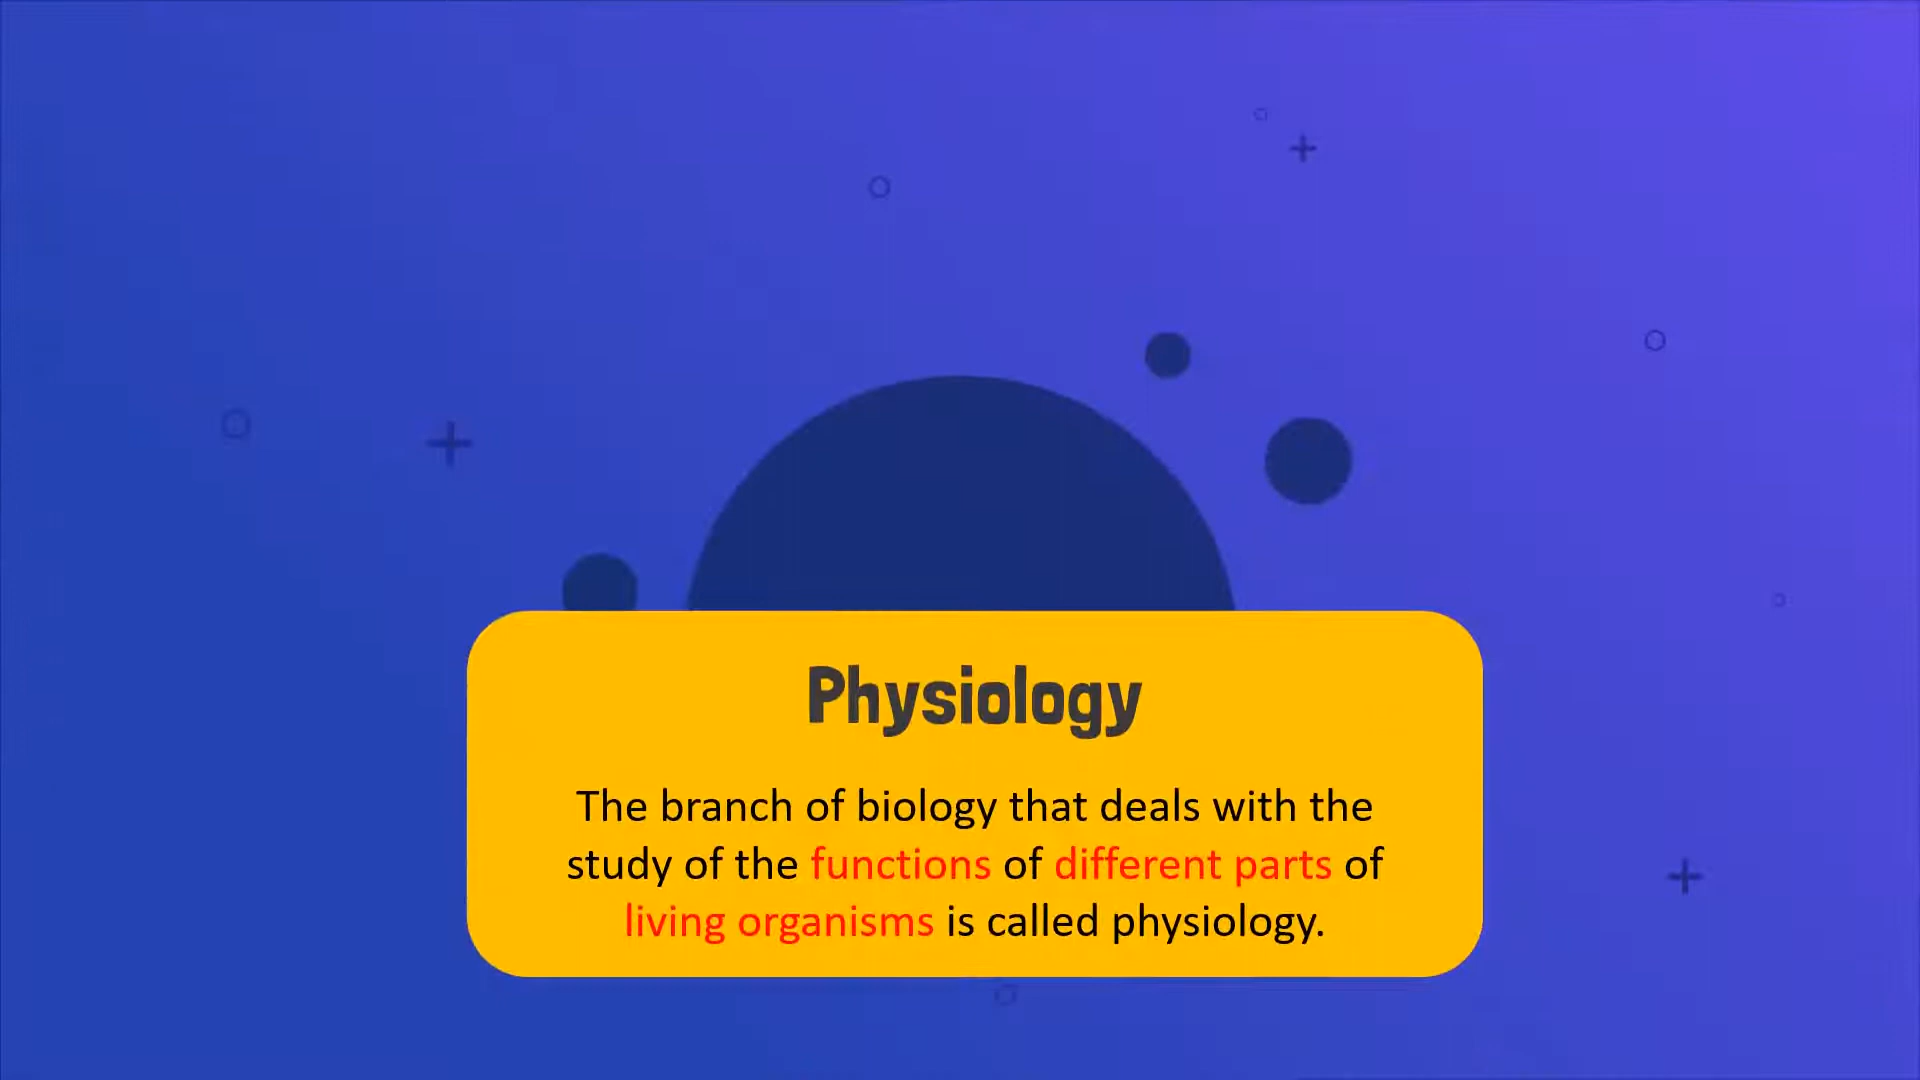 Physiology
The branch of biology that deals with the
study of the functions of different parts of
living organisms is called physiology.